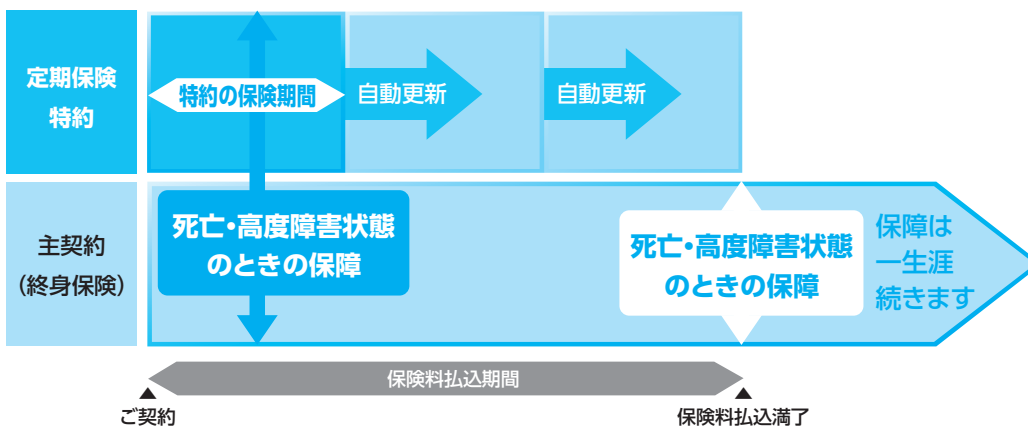 定期保険
特約
特約の保険期間
自動更新
自動更新
主契約
(終身保険)
死亡・高度障害状態
のときの保障
死亡・高度障害状態
のときの保障
保障は
一生涯
続きます
保険料払込期間
ご契約
保険料払込満了